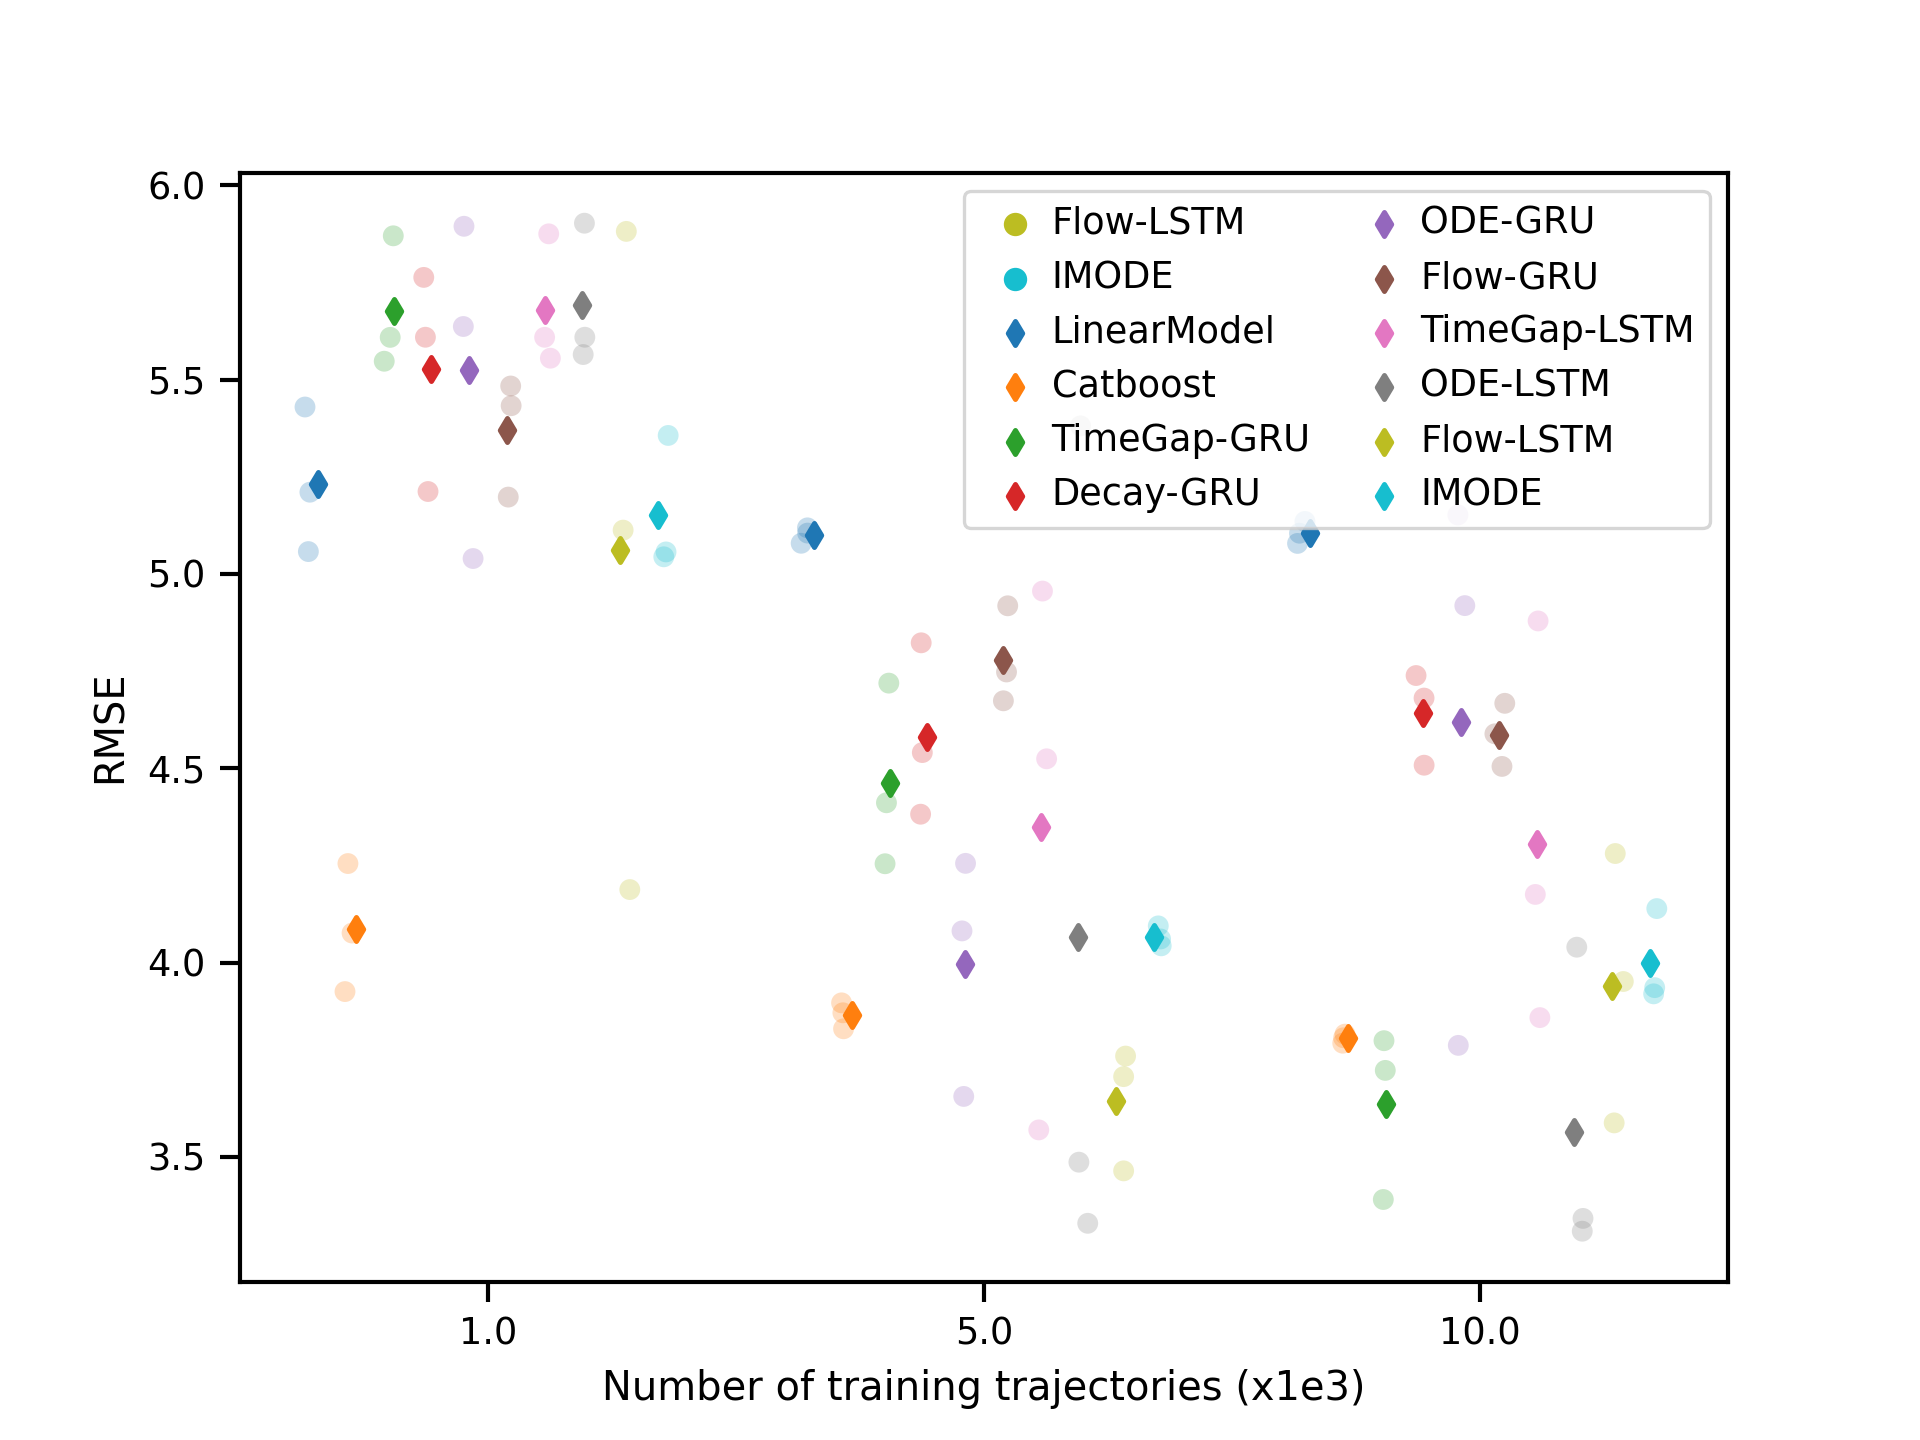 6.0
5.5
5.0
4.5
4.0
3.5
RMSE
Flow-LSTM
IMODE
LinearModel
Catboost
TimeGap-GRU
Decay-GRU
ODE-GRU
Flow-GRU
TimeGap-LSTM
ODE-LSTM
Flow-LSTM
IMODE
1.0 5.0 10.0
Number of training trajectories (x1e3)